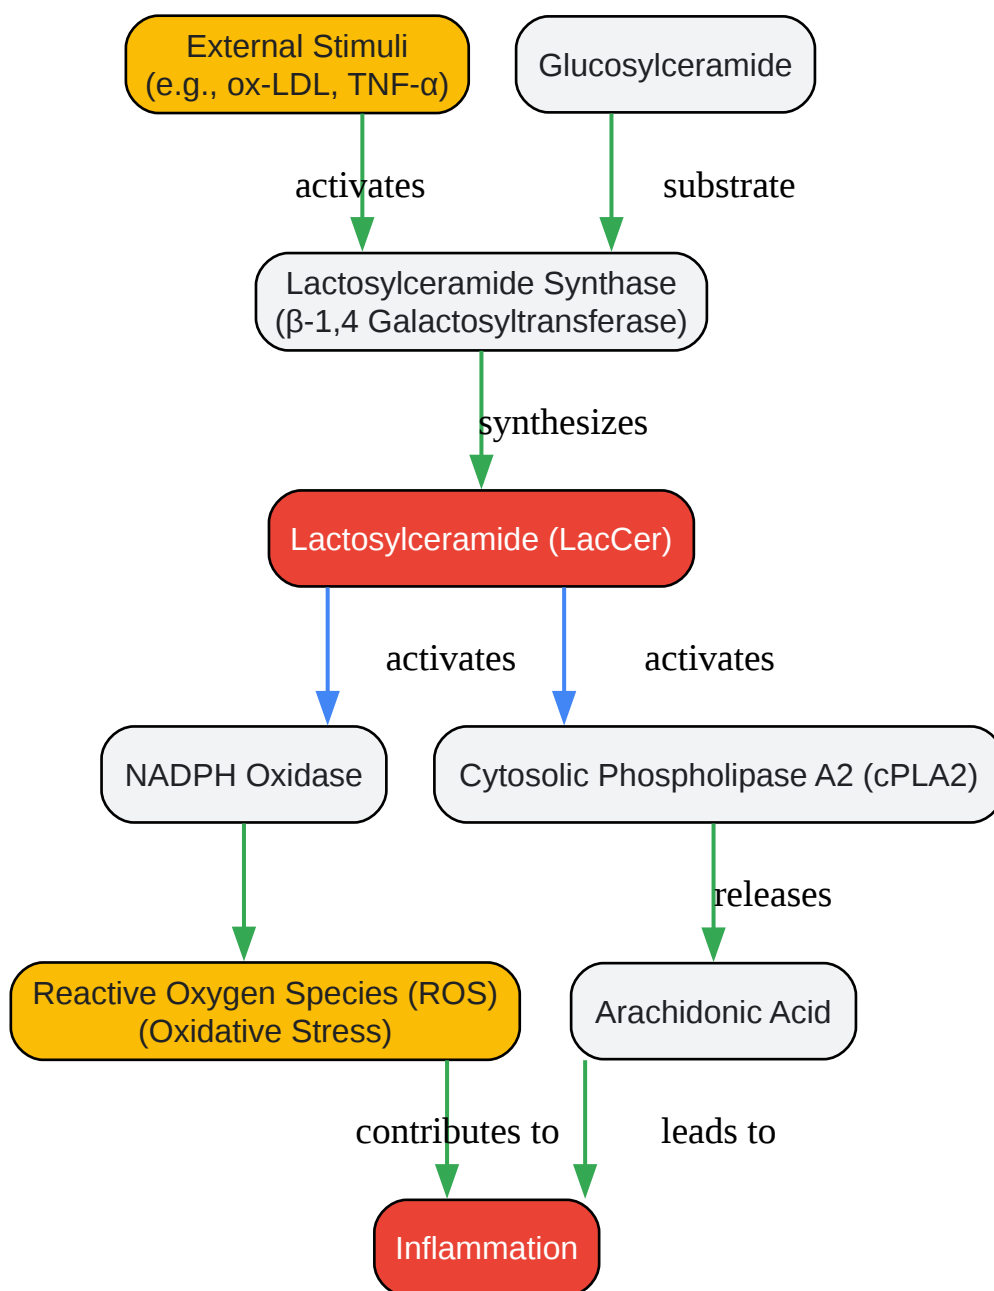 External Stimuli
(e.g., ox-LDL, TNF-α)
Glucosylceramide
activates
substrate
Lactosylceramide Synthase
(β-1,4 Galactosyltransferase)
synthesizes
Lactosylceramide (LacCer)
activates
activates
NADPH Oxidase
Cytosolic Phospholipase A2 (cPLA2)
releases
Reactive Oxygen Species (ROS)
(Oxidative Stress)
Arachidonic Acid
contributes to
leads to
Inflammation